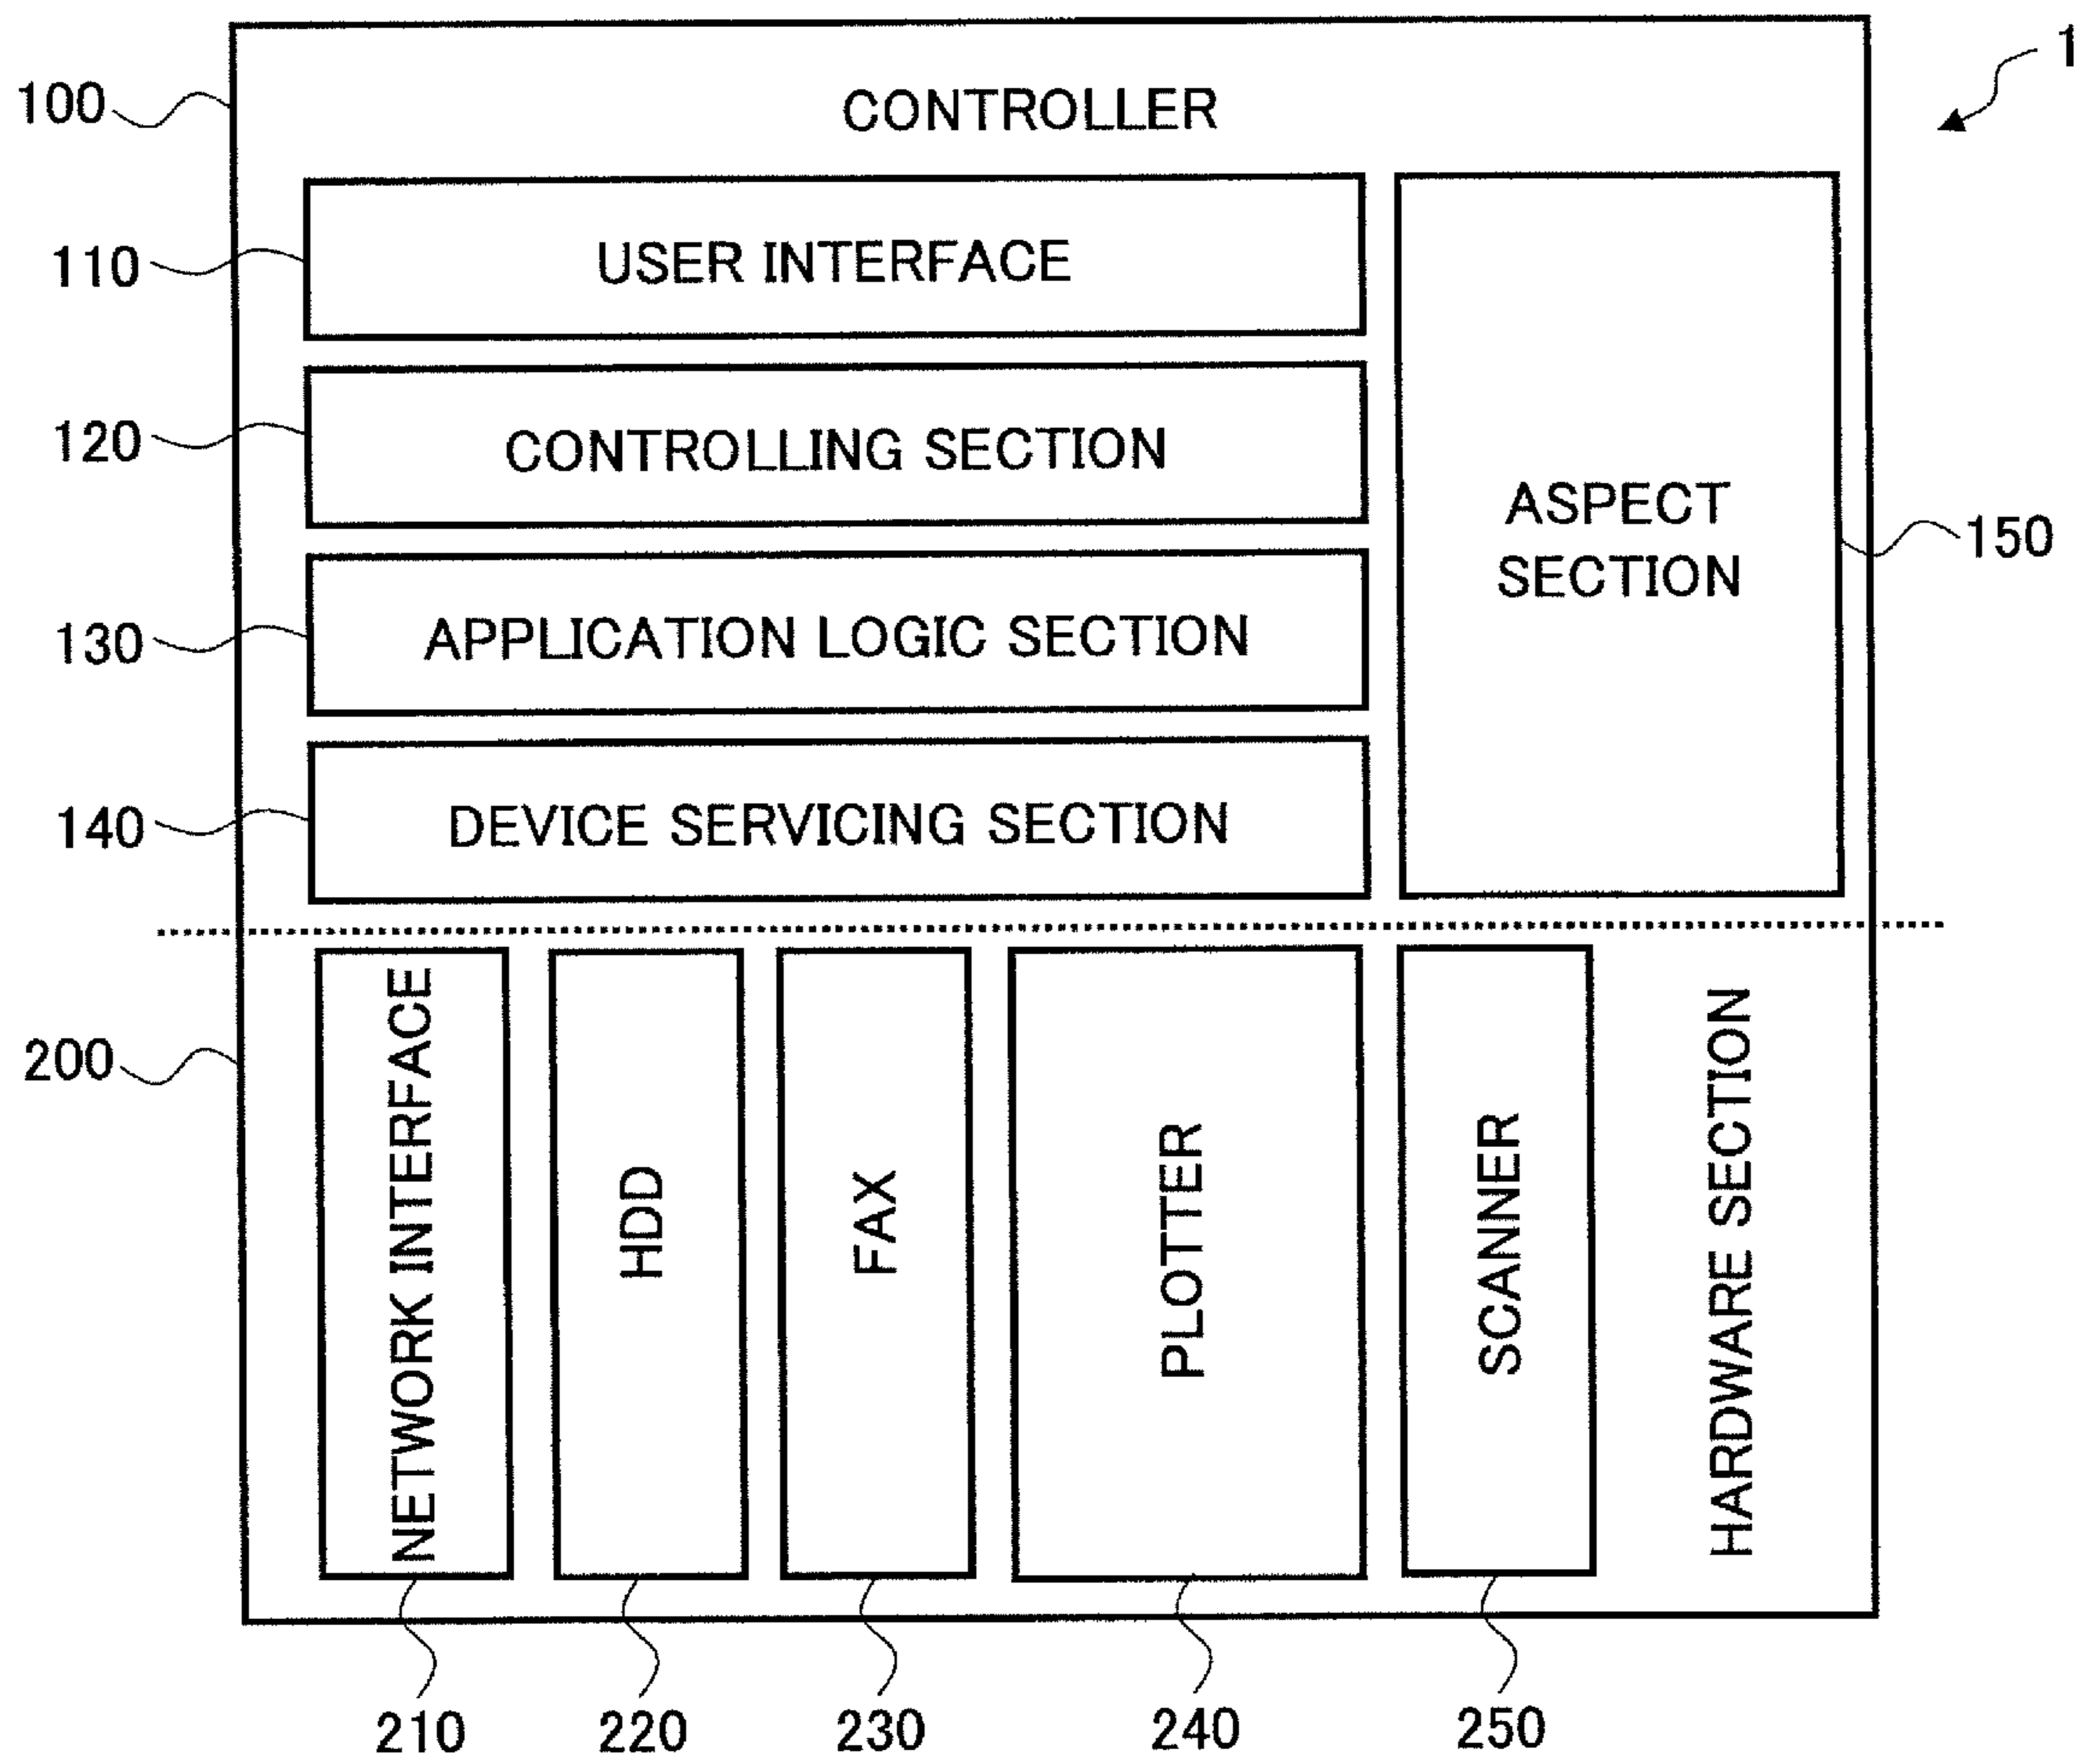 1
100
CONTROLLER
110
USER INTERFACE
120
CONTROLLING SECTION
130
APPLICATION LOGIC SECTION
140
DEVICE SERVICING SECTION
ASPECT
SECTION
150
200
NETWORK INTERFACE
HDD
FAX
PLOTTER
SCANNER
HARDWARE SECTION
210
220
230
240
250